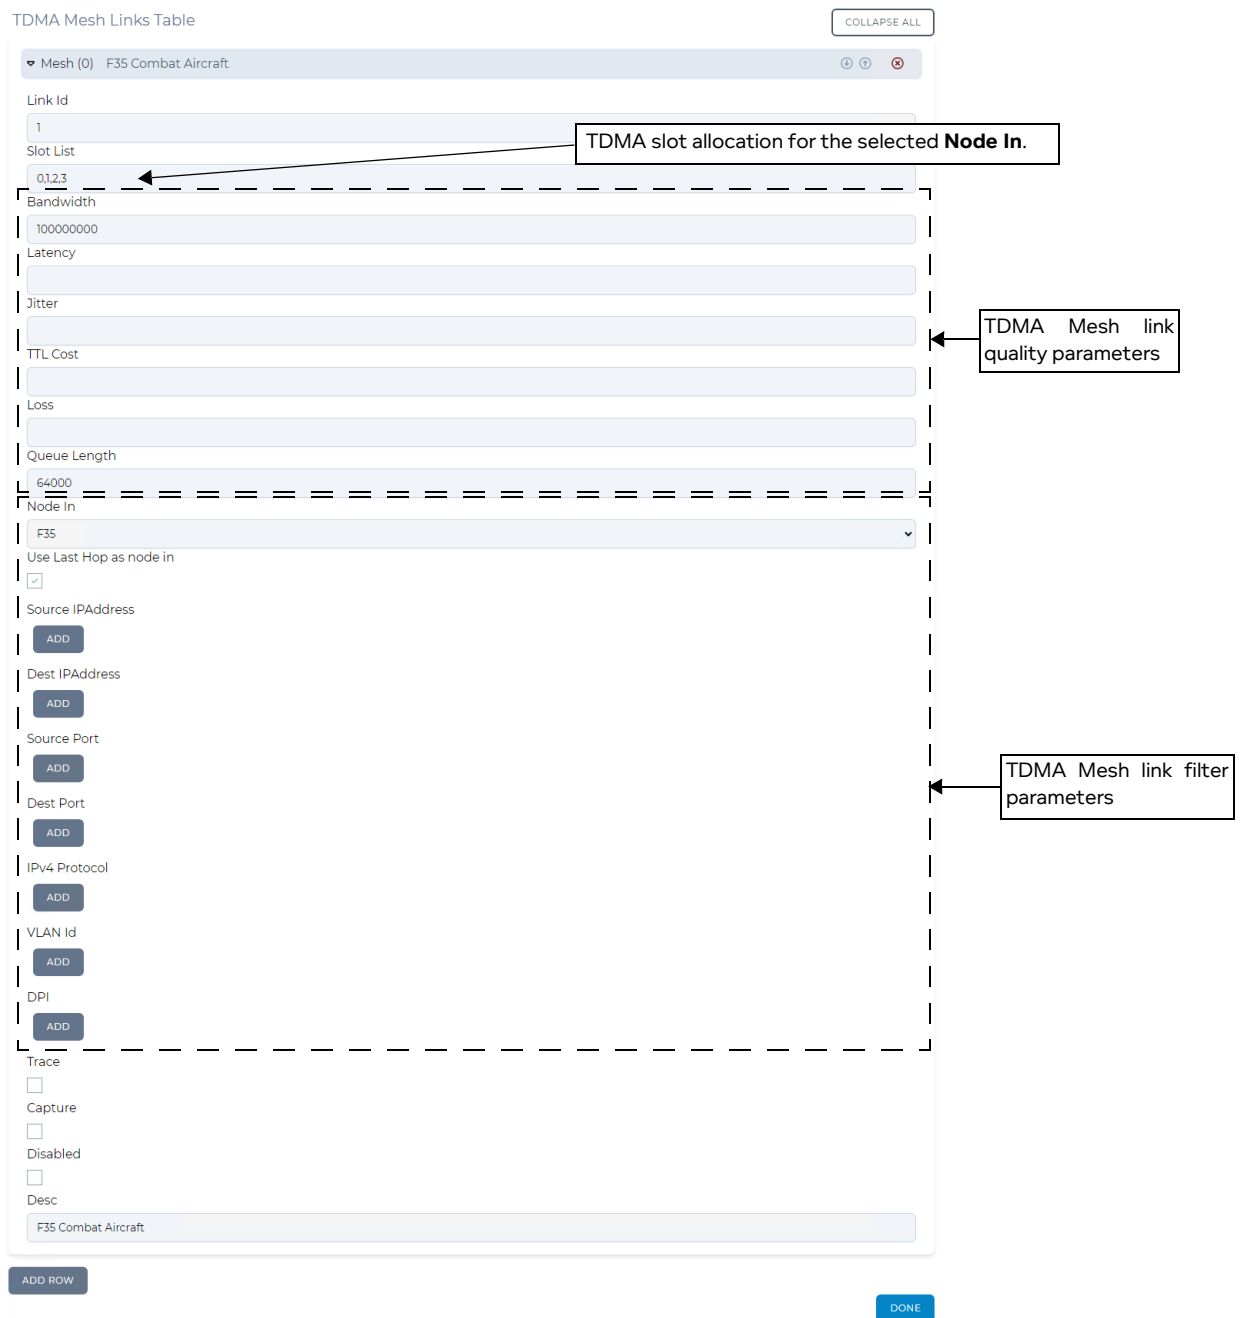 TDMA Mesh Links Table
COLLAPSE ALL
Mesh (0) F35 Combat Aircraft
Link Id
1
TDMA slot allocation for the selected Node In.
Slot List
0,1,2,3
Bandwidth
100000000
Latency
Jitter
TDMA Mesh link
quality parameters
TTL Cost
Loss
Queue Length
64000
Node In
F35
Use Last Hop as node in
Source IPAddress
ADD
Dest IPAddress
ADD
Source Port
ADD
TDMA Mesh link filter
parameters
Dest Port
ADD
IPv4 Protocol
ADD
VLAN Id
ADD
DPI
ADD
Trace
Capture
Disabled
Desc
F35 Combat Aircraft
ADD ROW
DONE